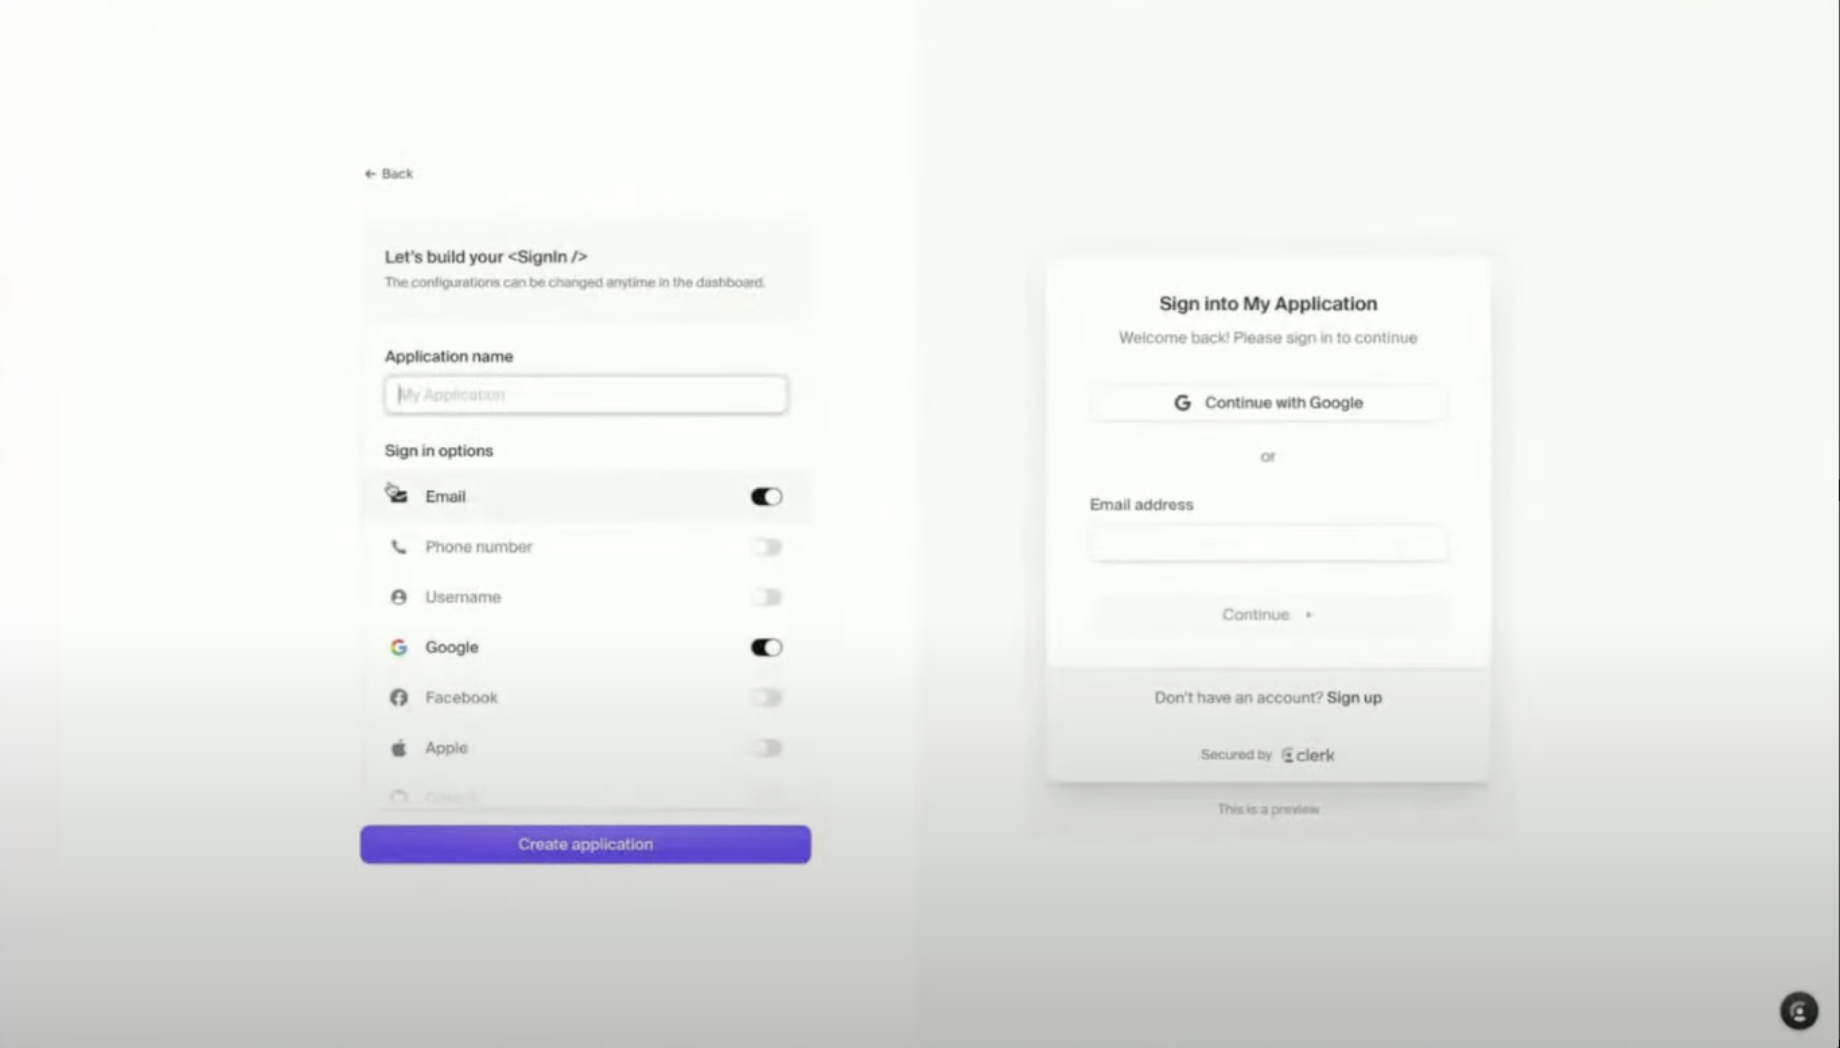 ← Back
Let's build your <SignIn />
The configurations can be changed anytime in the dashboard.
Application name
My Application
Sign in options
Email
Phone number
Username
Google
Facebook
Apple
Create application
Sign into My Application
Welcome back! Please sign in to continue
Continue with Google
or
Email address
Continue
Don't have an account? Sign up
Secured by clerk
This is a preview